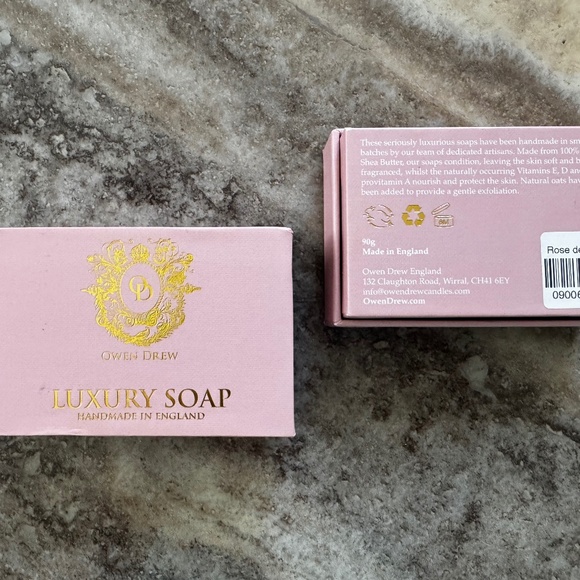 OD
OWEN DREW
LUXURY SOAP
HANDMADE IN ENGLAND
These seriously luxurious soaps have been handmade in sm
batches by our team of dedicated artisans. Made from 100%
Shea Butter, our soaps condition, leaving the skin soft and h
fragranced, whilst the naturally occurring Vitamins E, D and
provitamin A nourish and protect the skin. Natural oats have
been added to provide a gentle exfoliation.
90g
Made in England
Owen Drew England
132 Claughton Road, Wirral. CH41 6EY
info@owendrewcandles.com
OwenDrew.com
Rose de
09006